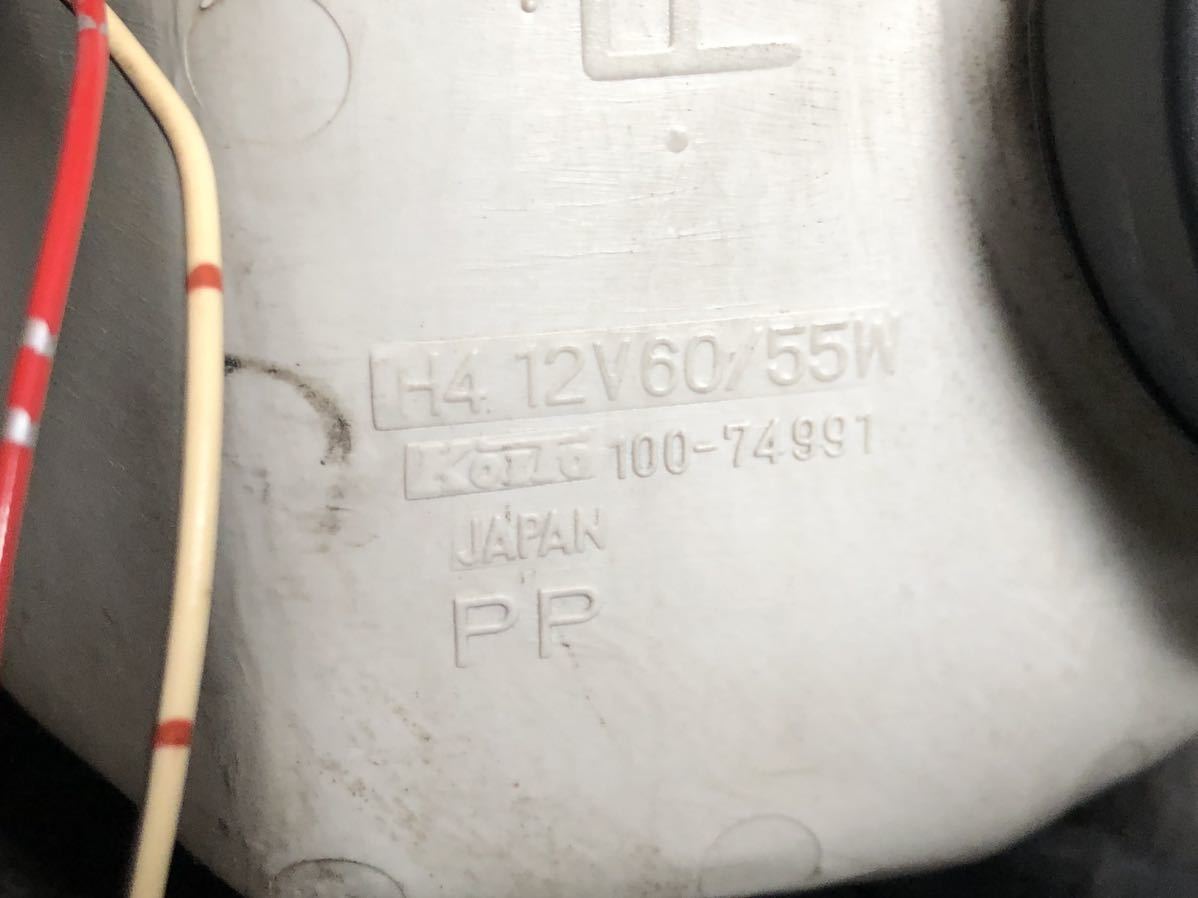 H4 12V60/55W
KOITO 100-74991
JAPAN
PP